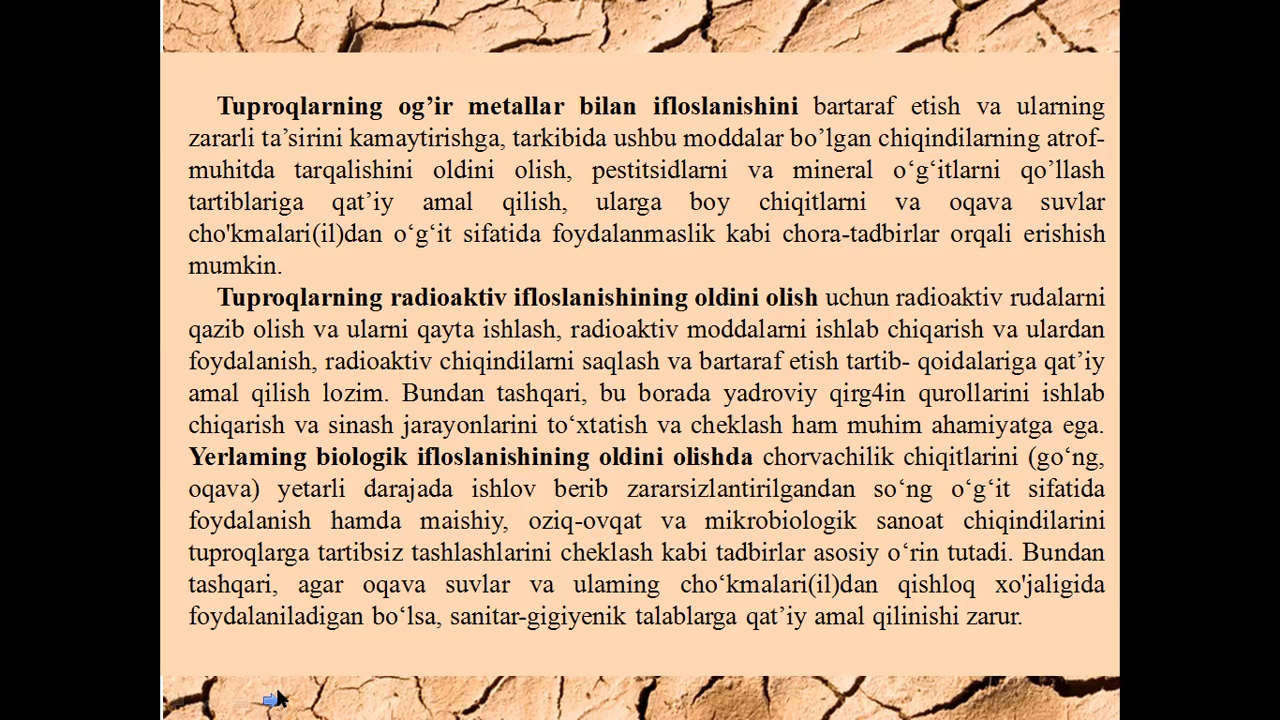 Tuproqlarning og’ir metallar bilan ifloslanishini bartaraf etish va ularning
zararli ta’sirini kamaytirishga, tarkibida ushbu moddalar bo’lgan chiqindilarning atrof-
muhitda tarqalishini oldini olish, pestitsidlarni va mineral o‘g‘itlarni qo’llash
tartiblariga qat’iy amal qilish, ularga boy chiqitlarni va oqava suvlar
cho'kmalari(il)dan o‘g‘it sifatida foydalanmaslik kabi chora-tadbirlar orqali erishish
mumkin.
Tuproqlarning radioaktiv ifloslanishining oldini olish uchun radioaktiv rudalarni
qazib olish va ularni qayta ishlash, radioaktiv moddalarni ishlab chiqarish va ulardan
foydalanish, radioaktiv chiqindilarni saqlash va bartaraf etish tartib- qoidalariga qat’iy
amal qilish lozim. Bundan tashqari, bu borada yadroviy qirg4in qurollarini ishlab
chiqarish va sinash jarayonlarini to‘xtatish va cheklash ham muhim ahamiyatga ega.
Yerlaming biologik ifloslanishining oldini olishda chorvachilik chiqitlarini (go‘ng,
oqava) yetarli darajada ishlov berib zararsizlantirilgandan so‘ng o‘g‘it sifatida
foydalanish hamda maishiy, oziq-ovqat va mikrobiologik sanoat chiqindilarini
tuproqlarga tartibsiz tashlashlarini cheklash kabi tadbirlar asosiy o‘rin tutadi. Bundan
tashqari, agar oqava suvlar va ulaming cho‘kmalari(il)dan qishloq xo'jaligida
foydalaniladigan bo‘lsa, sanitar-gigiyenik talablarga qat’iy amal qilinishi zarur.